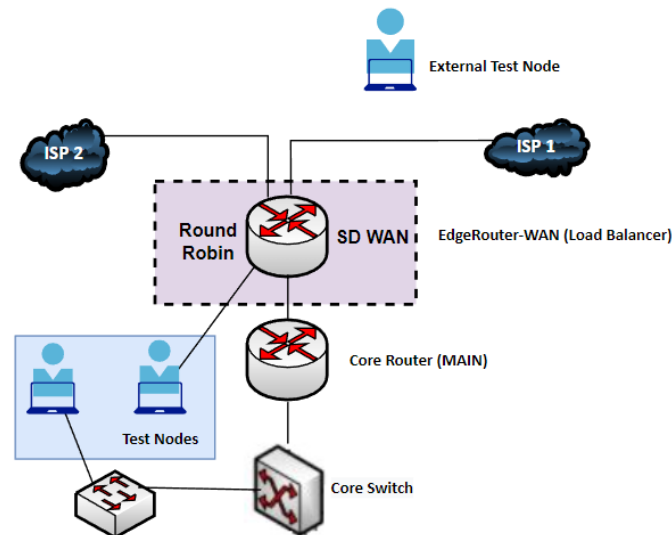 External Test Node
ISP 2
ISP 1
Round
Robin
SD WAN
EdgeRouter-WAN (Load Balancer)
Core Router (MAIN)
Test Nodes
Core Switch